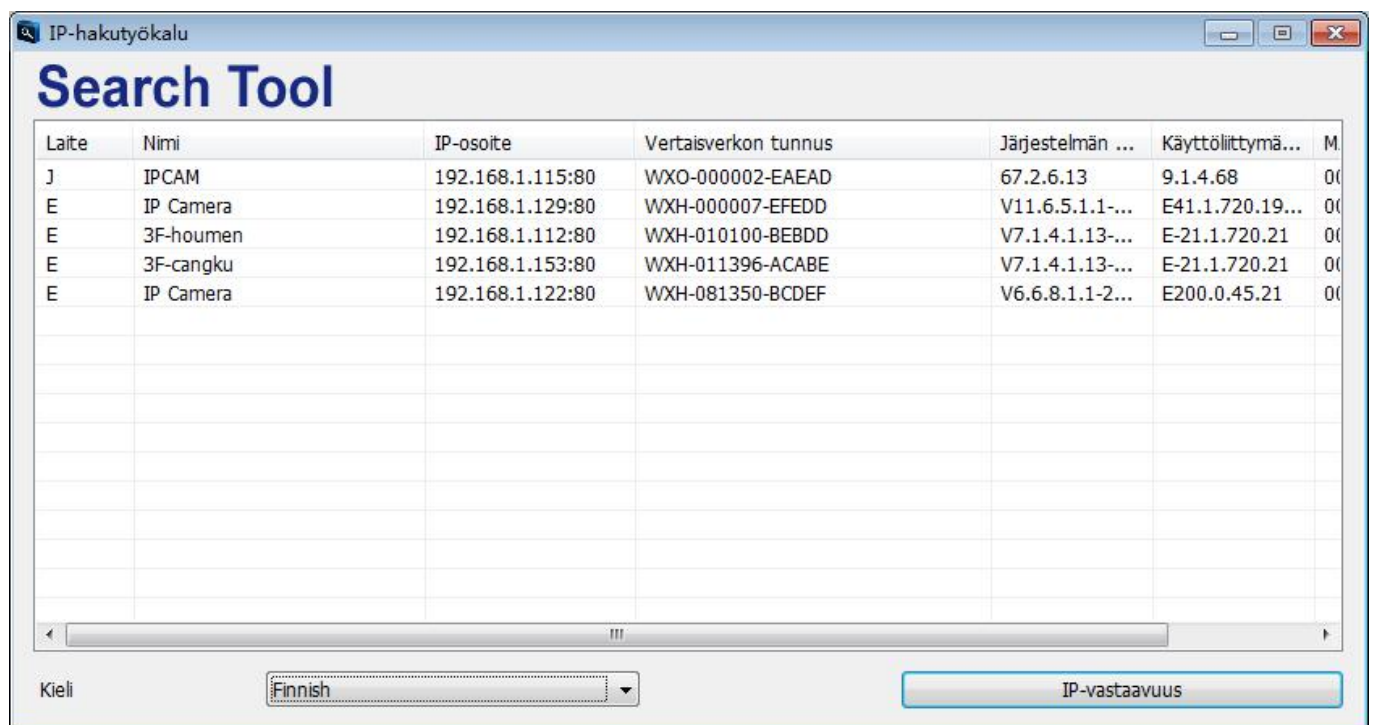 IP-hakutyökalu
Search Tool
Laite Nimi IP-osoite Vertaisverkon tunnus Järjestelmän ... Käyttöliittymä... M.
J IPCAM 192.168.1.115:80 WXO-000002-EAEAD 67.2.6.13 9.1.4.68
E IP Camera 192.168.1.129:80 WXH-000007-EFEDD V11.6.5.1.1-... E41.1.720.19...
E 3F-houmen 192.168.1.112:80 WXH-010100-BEBDD V7.1.4.1.13-... E-21.1.720.21
E 3F-cangku 192.168.1.153:80 WXH-011396-ACABE V7.1.4.1.13-... E-21.1.720.21
E IP Camera 192.168.1.122:80 WXH-081350-BCDEF V6.6.8.1.1-2... E200.0.45.21
Kieli Finnish IP-vastaavuus